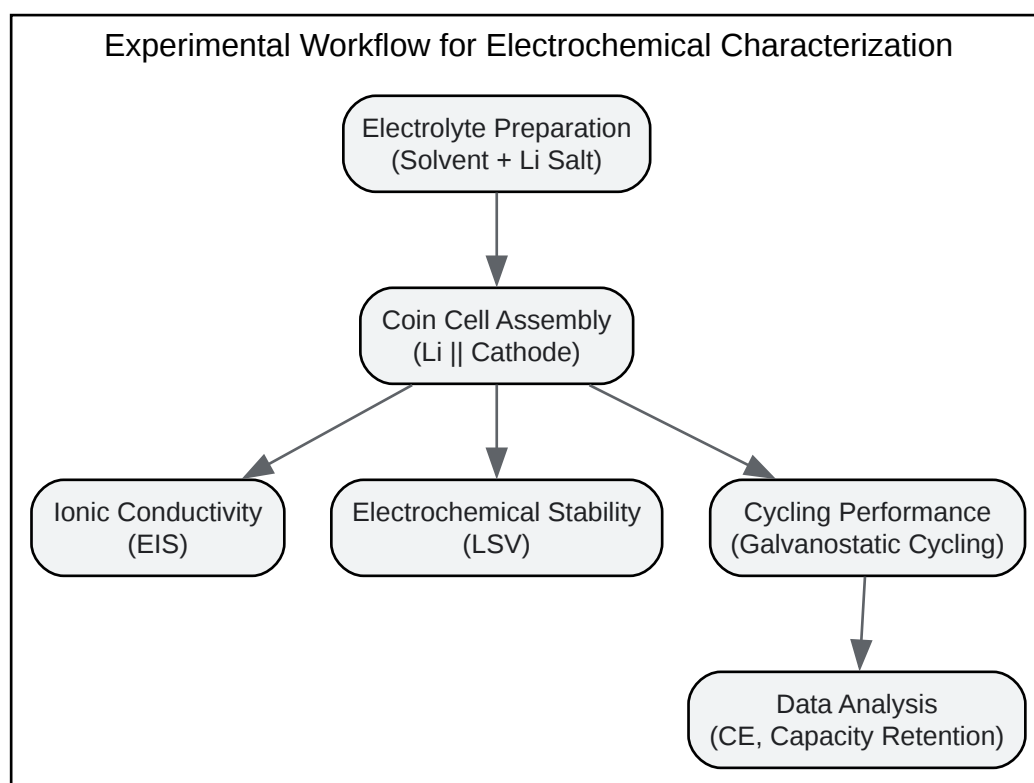 Experimental Workflow for Electrochemical Characterization
Electrolyte Preparation
(Solvent + Li Salt)
Coin Cell Assembly
(Li || Cathode)
Ionic Conductivity
(EIS)
Electrochemical Stability
(LSV)
Cycling Performance
(Galvanostatic Cycling)
Data Analysis
(CE, Capacity Retention)